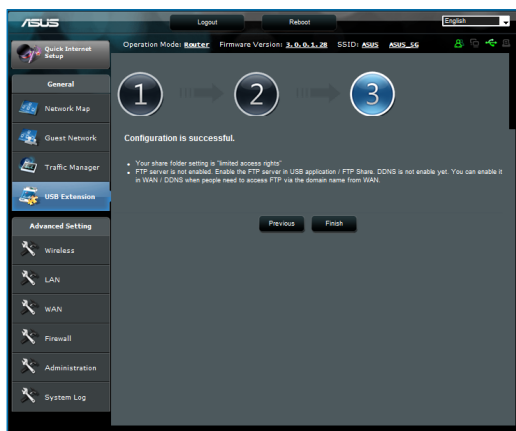 ASUS
Logout
Reboot
English
Quick Internet
Setup
Operation Mode: Router Firmware Version: 3.0.0.1.28 SSID: ASUS ASUS_5G
General
Network Map
Guest Network
Traffic Manager
USB Extension
Advanced Setting
Wireless
LAN
WAN
Firewall
Administration
System Log
1
2
3
Configuration is successful.
Your share folder setting is "limited access rights"
FTP server is not enabled. Enable the FTP server in USB application / FTP Share. DDNS is not enable yet. You can enable it
in WAN / DDNS when people need to access FTP via the domain name from WAN.
Previous
Finish